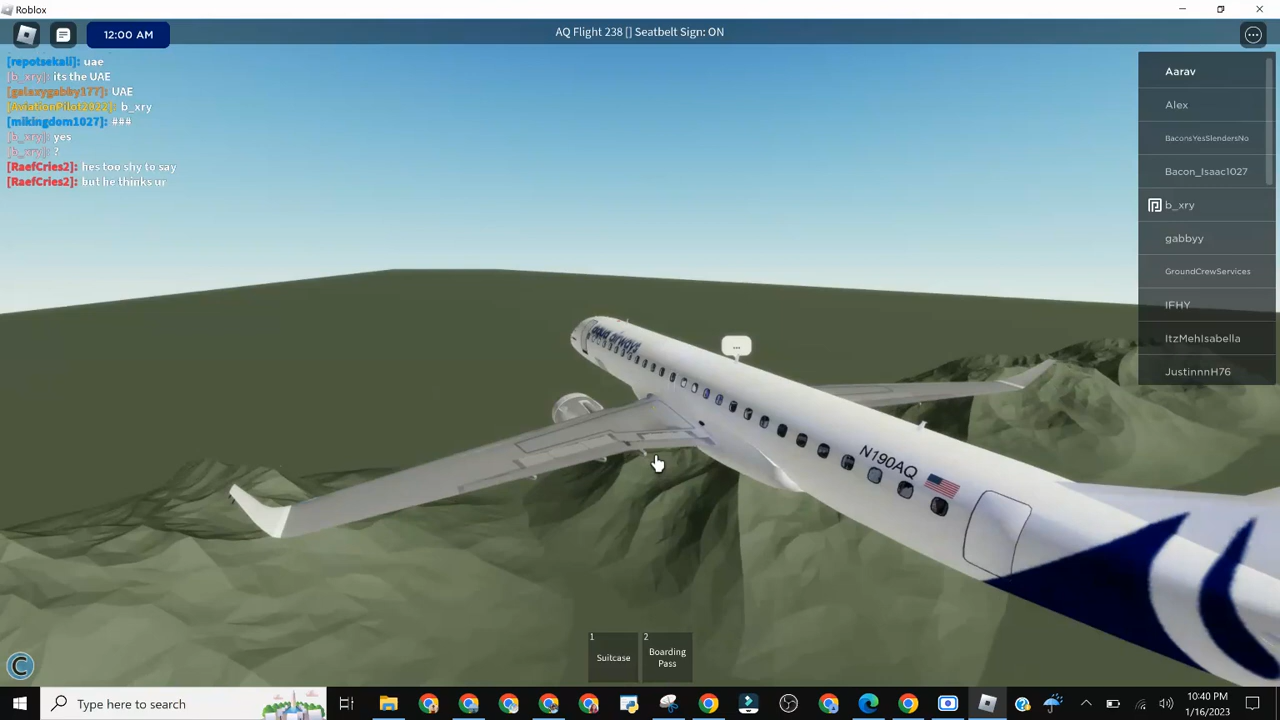 Roblox
12:00 AM
AQ Flight 238 [] Seatbelt Sign: ON
[repotsekali]: uae
[b_xry]: its the UAE
[galaxygabby177]: UAE
[AviationPilot2022]: b_xry
[mikingdom1027]: ###
[b_xry]: yes
[b_xry]: ?
[RaefCries2]: hes too shy to say
[RaefCries2]: but he thinks ur
Aarav
Alex
BaconsYesSlendersNo
Bacon_Isaac1027
b_xry
gabbyy
GroundCrewServices
IFHY
ItzMehIsabella
JustinnnH76
...
aqua airways
N190AQ
1
Suitcase
2
Boarding
Pass
Type here to search
10:40 PM
1/16/2023